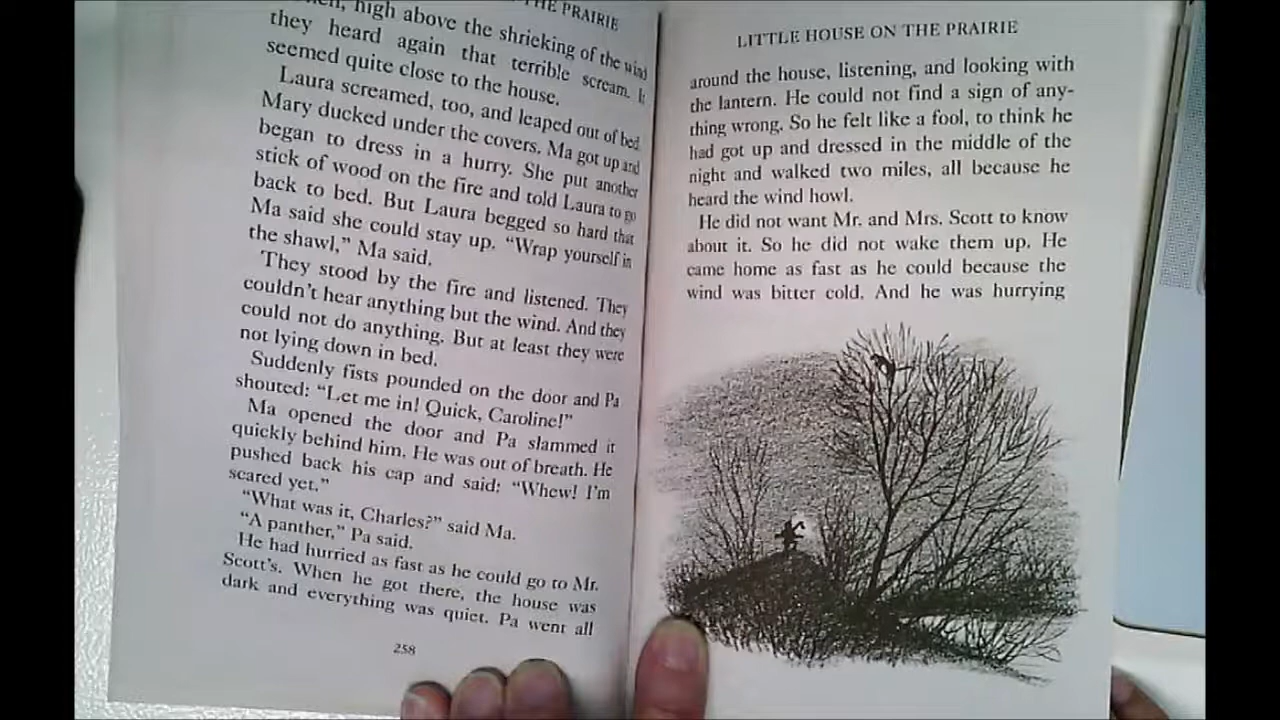 THE PRAIRIE
high above the shrieking of the wind
they heard again that terrible scream. It
seemed quite close to the house.
Laura screamed, too, and leaped out of bed.
Mary ducked under the covers. Ma got up and
began to dress in a hurry. She put another
stick of wood on the fire and told Laura to go
back to bed. But Laura begged so hard that
Ma said she could stay up. “Wrap yourself in
the shawl,” Ma said.
They stood by the fire and listened. They
couldn’t hear anything but the wind. And they
could not do anything. But at least they were
not lying down in bed.
Suddenly fists pounded on the door and Pa
shouted: “Let me in! Quick, Caroline!”
Ma opened the door and Pa slammed it
quickly behind him. He was out of breath. He
pushed back his cap and said: “Whew! I’m
scared yet.”
“What was it, Charles?” said Ma.
“A panther,” Pa said.
He had hurried as fast as he could go to Mr.
Scott’s. When he got there, the house was
dark and everything was quiet. Pa went all
258
LITTLE HOUSE ON THE PRAIRIE
around the house, listening, and looking with
the lantern. He could not find a sign of any-
thing wrong. So he felt like a fool, to think he
had got up and dressed in the middle of the
night and walked two miles, all because he
heard the wind howl.
He did not want Mr. and Mrs. Scott to know
about it. So he did not wake them up. He
came home as fast as he could because the
wind was bitter cold. And he was hurrying